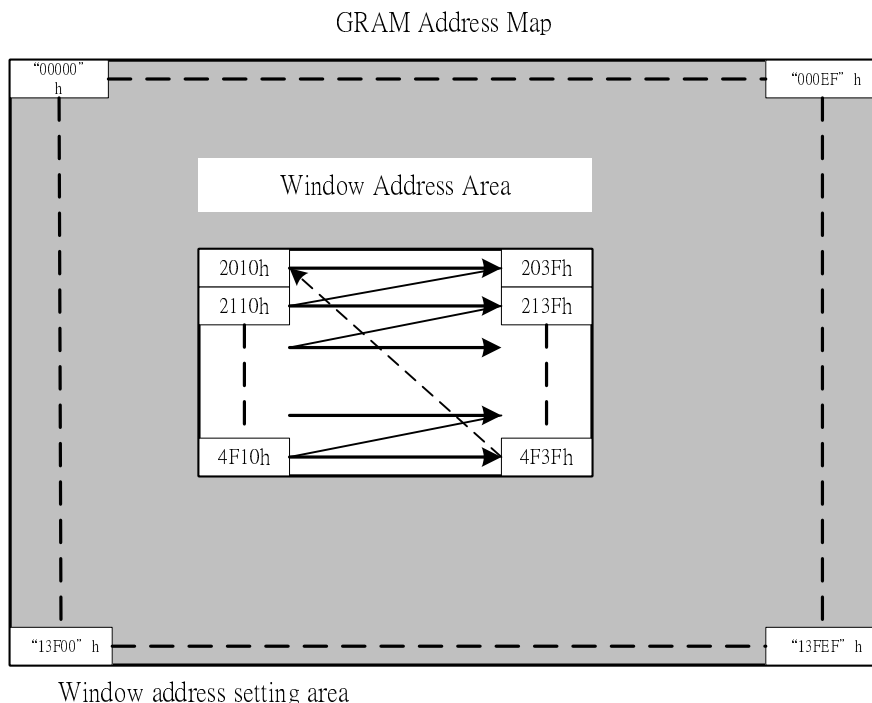 GRAM Address Map
“00000”
h
“000EF” h
Window Address Area
2010h
203Fh
2110h
213Fh
4F10h
4F3Fh
“13F00” h
“13FEF” h
Window address setting area